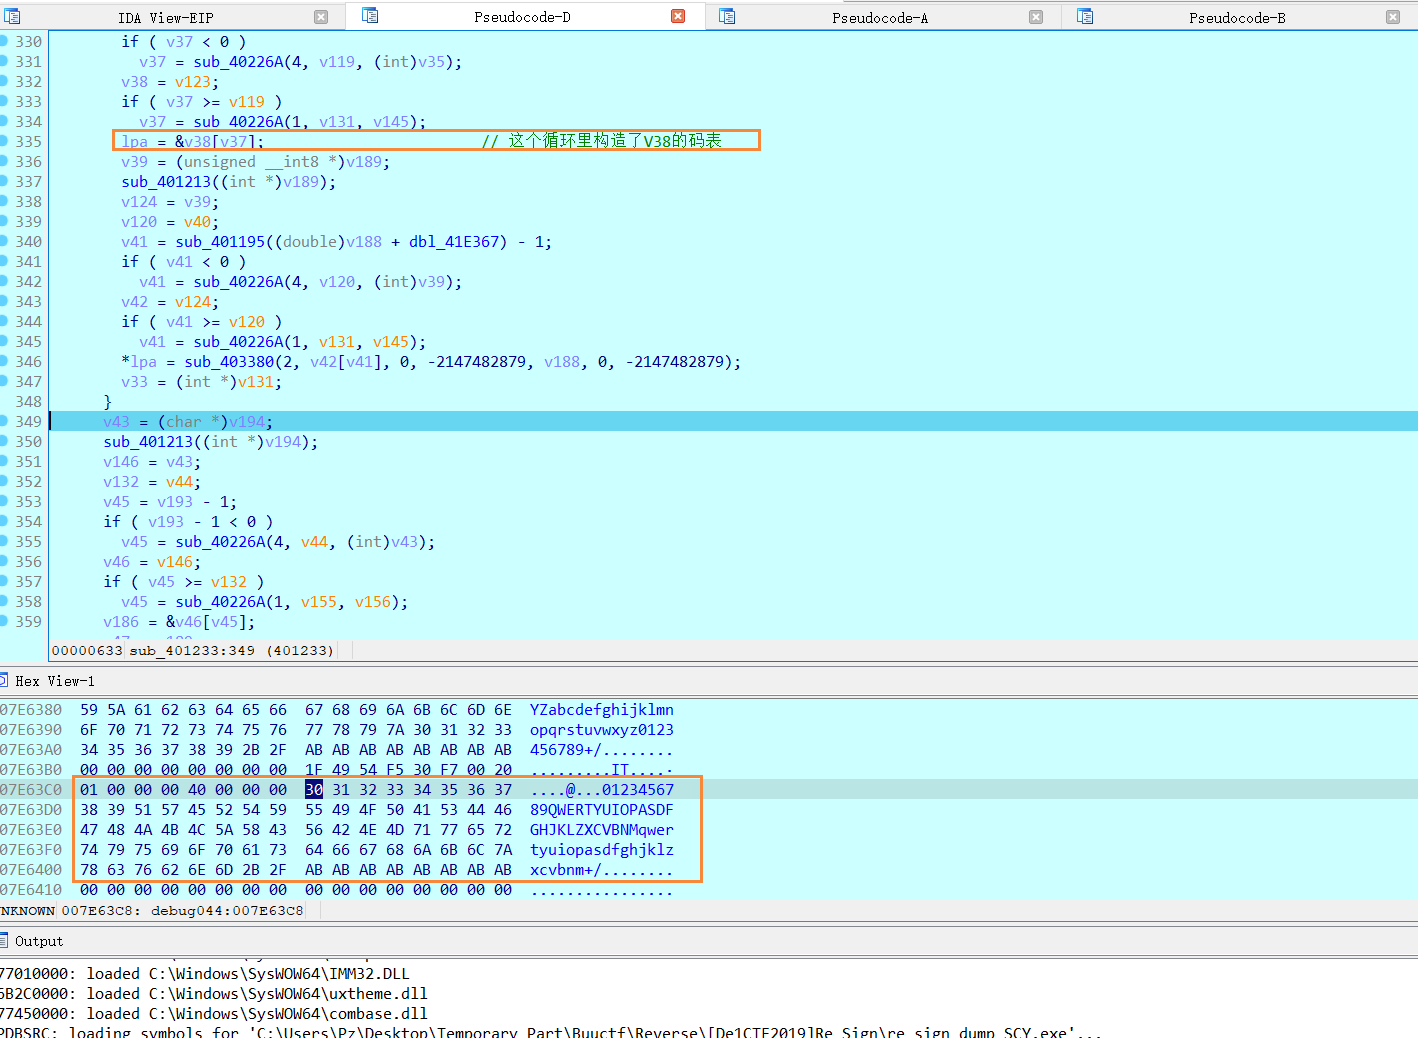 IDA View-EIP
Pseudocode-D
Pseudocode-A
Pseudocode-B
330 if ( v37 < 0 )
331 v37 = sub_40226A(4, v119, (int)v35);
332 v38 = v123;
333 if ( v37 >= v119 )
334 v37 = sub_40226A(1, v131, v145);
335 lpa = &v38[v37]; // 这个循环里构造了V38的码表
336 v39 = (unsigned __int8 *)v189;
337 sub_401213((int *)v189);
338 v124 = v39;
339 v120 = v40;
340 v41 = sub_401195((double)v188 + dbl_41E367) - 1;
341 if ( v41 < 0 )
342 v41 = sub_40226A(4, v120, (int)v39);
343 v42 = v124;
344 if ( v41 >= v120 )
345 v41 = sub_40226A(1, v131, v145);
346 *lpa = sub_403380(2, v42[v41], 0, -2147482879, v188, 0, -2147482879);
347 v33 = (int *)v131;
348 }
349 v43 = (char *)v194;
350 sub_401213((int *)v194);
351 v146 = v43;
352 v132 = v44;
353 v45 = v193 - 1;
354 if ( v193 - 1 < 0 )
355 v45 = sub_40226A(4, v44, (int)v43);
356 v46 = v146;
357 if ( v45 >= v132 )
358 v45 = sub_40226A(1, v155, v156);
359 v186 = &v46[v45];
00000633 sub_401233:349 (401233)
Hex View-1
07E6380 59 5A 61 62 63 64 65 66 67 68 69 6A 6B 6C 6D 6E YZabcdefghijklmn
07E6390 6F 70 71 72 73 74 75 76 77 78 79 7A 30 31 32 33 opqrstuvwxyz0123
07E63A0 34 35 36 37 38 39 2B 2F AB AB AB AB AB AB AB AB 456789+/........
07E63B0 00 00 00 00 00 00 00 00 1F 49 54 F5 30 F7 00 20 .........IT....·
07E63C0 01 00 00 00 40 00 00 00 30 31 32 33 34 35 36 37 ....@...01234567
07E63D0 38 39 51 57 45 52 54 59 55 49 4F 50 41 53 44 46 89QWERTYUIOPASDF
07E63E0 47 48 4A 4B 4C 5A 58 43 56 42 4E 4D 71 77 65 72 GHJKLZXCVBNMqwer
07E63F0 74 79 75 69 6F 70 61 73 64 66 67 68 6A 6B 6C 7A tyuiopasdfghjklz
07E6400 78 63 76 62 6E 6D 2B 2F AB AB AB AB AB AB AB AB xcvbnm+/........
07E6410 00 00 00 00 00 00 00 00 00 00 00 00 00 00 00 00 ................
NKNOWN 007E63C8: debug044:007E63C8
Output
77010000: loaded C:\Windows\SysWOW64\IMM32.DLL
6B2C0000: loaded C:\Windows\SysWOW64\uxtheme.dll
77450000: loaded C:\Windows\SysWOW64\combase.dll
PDBSRC: loading symbols for 'C:\Users\Pz\Desktop\Temporary Part\Buuctf\Reverse\[De1CTF2019]Re_Sign\re_sign_dump_SCY.exe'...